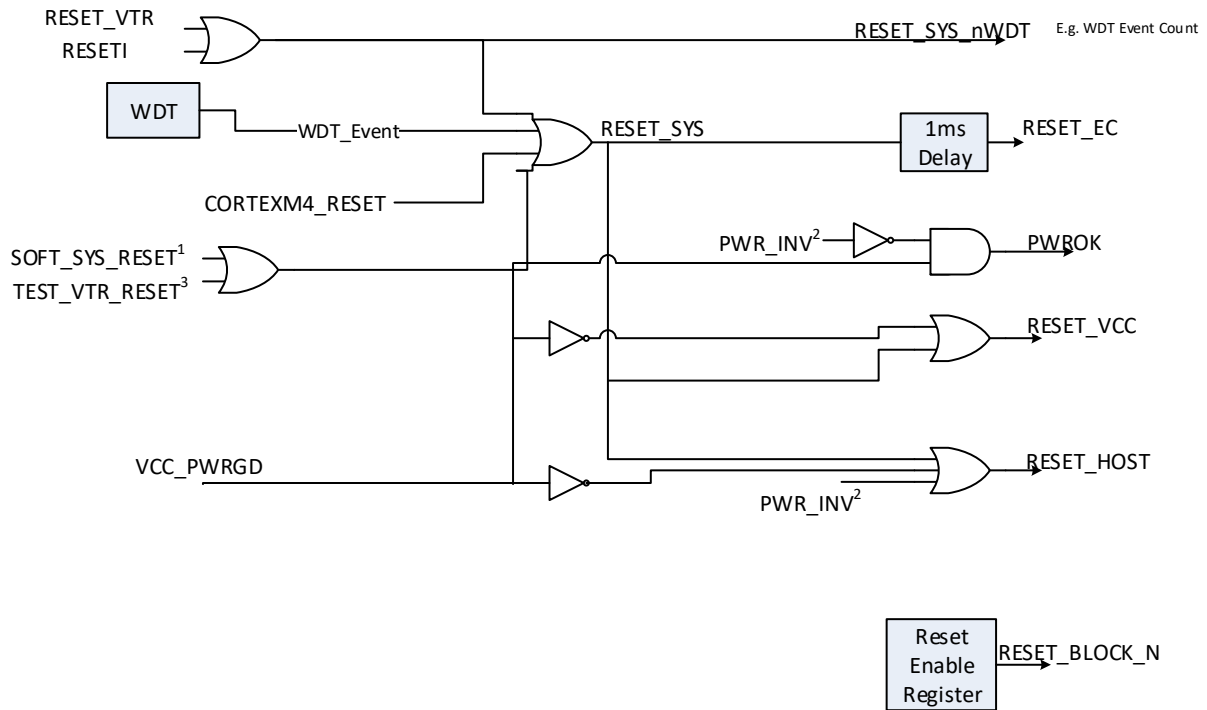 RESET_VTR
RESETI
RESET_SYS_nWDT
E.g. WDT Event Count
WDT
WDT_Event
RESET_SYS
1ms
Delay
RESET_EC
CORTEXM4_RESET
PWR_INV²
PWROK
SOFT_SYS_RESET¹
TEST_VTR_RESET³
RESET_VCC
VCC_PWRGD
RESET_HOST
PWR_INV²
Reset
Enable
Register
RESET_BLOCK_N